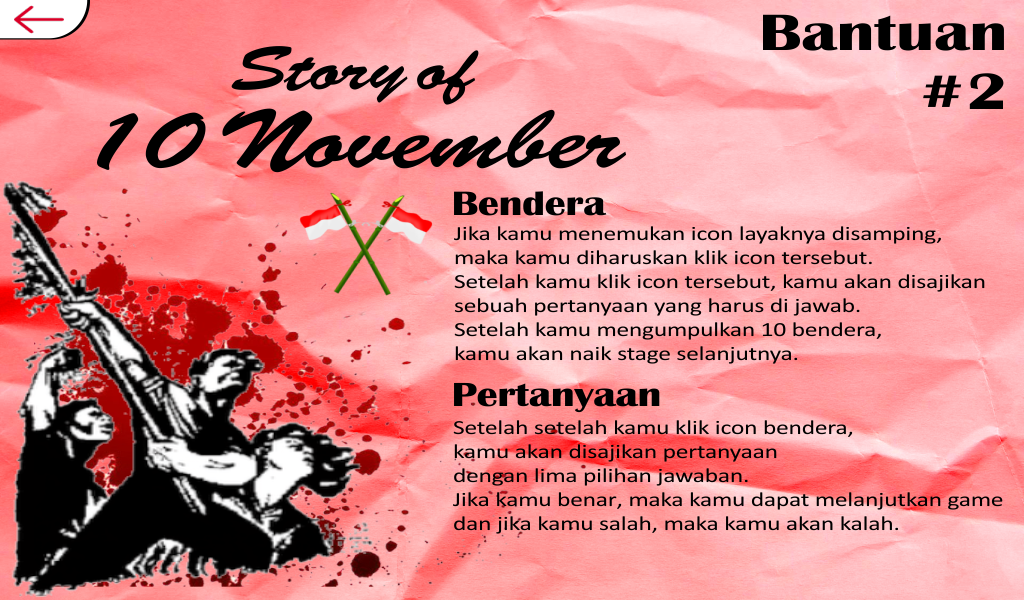 Bantuan
#2
Story of
10 November
Bendera
Jika kamu menemukan icon layaknya disamping,
maka kamu diharuskan klik icon tersebut.
Setelah kamu klik icon tersebut, kamu akan disajikan
sebuah pertanyaan yang harus di jawab.
Setelah kamu mengumpulkan 10 bendera,
kamu akan naik stage selanjutnya.
Pertanyaan
Setelah setelah kamu klik icon bendera,
kamu akan disajikan pertanyaan
dengan lima pilihan jawaban.
Jika kamu benar, maka kamu dapat melanjutkan game
dan jika kamu salah, maka kamu akan kalah.